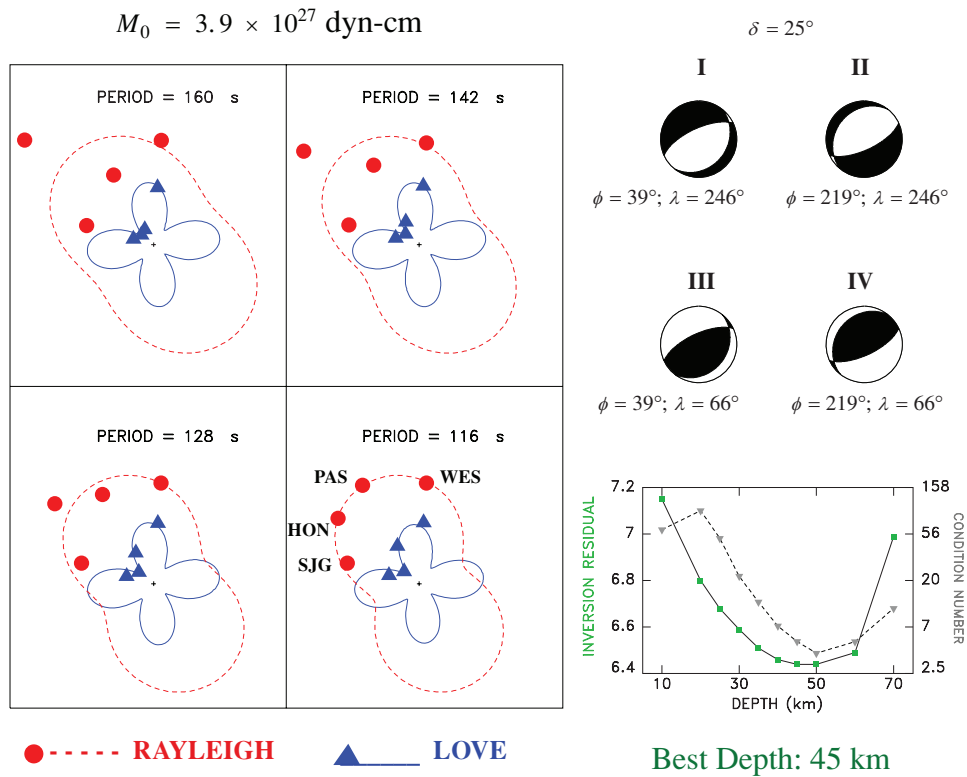 M₀ = 3.9 × 10²⁷ dyn-cm
PERIOD = 160 s
PERIOD = 142 s
PERIOD = 128 s
PERIOD = 116 s
PAS
WES
HON
SJG
RAYLEIGH
LOVE
δ = 25°
I
II
ϕ = 39°; λ = 246°
ϕ = 219°; λ = 246°
III
IV
ϕ = 39°; λ = 66°
ϕ = 219°; λ = 66°
INVERSION RESIDUAL
7.2
7
6.8
6.6
6.4
158
56
20
7
2.5
CONDITION NUMBER
10
30
50
70
DEPTH (km)
Best Depth: 45 km